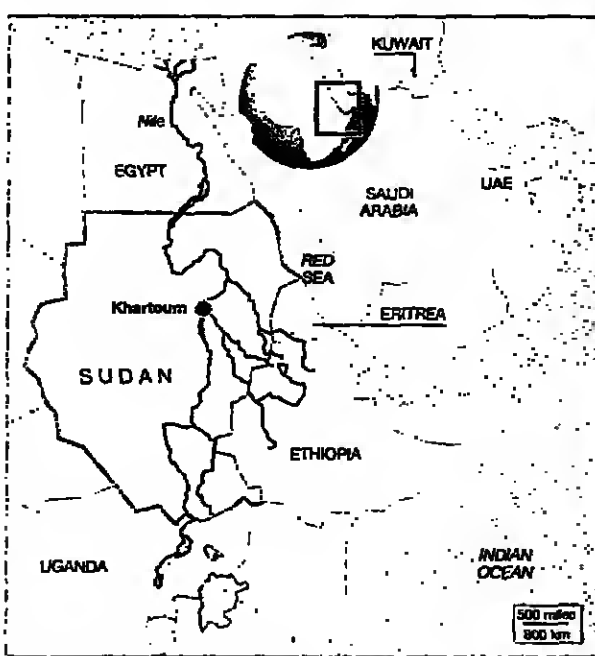 KUWAIT
Nile
EGYPT
SAUDI
ARABIA
UAE
RED
SEA
Khartoum
ERITREA
SUDAN
ETHIOPIA
UGANDA
INDIAN
OCEAN
500 miles
800 km